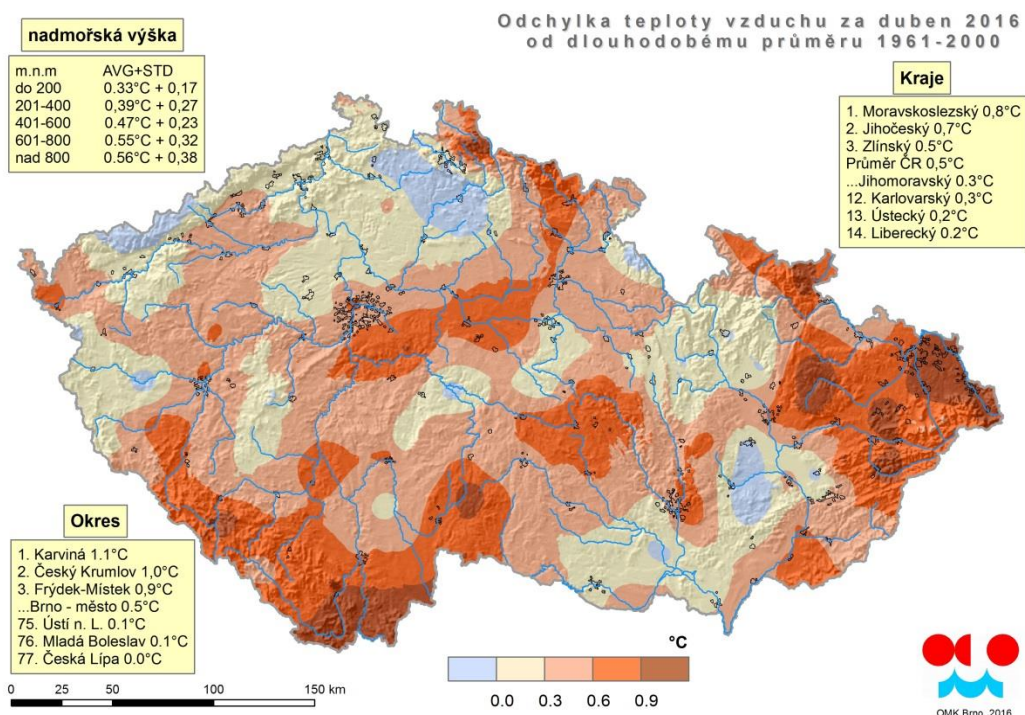 Odchylka teploty vzduchu za duben 2016
od dlouhodobému průměru 1961-2000
nadmořská výška
m.n.m AVG+STD
do 200 0.33°C + 0,17
201-400 0,39°C + 0,27
401-600 0.47°C + 0,23
601-800 0.55°C + 0,32
nad 800 0.56°C + 0,38
Kraje
1. Moravskoslezský 0,8°C
2. Jihočeský 0,7°C
3. Zlínský 0.5°C
Průměr ČR 0,5°C
...Jihomoravský 0.3°C
12. Karlovarský 0,3°C
13. Ústecký 0,2°C
14. Liberecký 0.2°C
Okres
1. Karviná 1.1°C
2. Český Krumlov 1,0°C
3. Frýdek-Místek 0,9°C
...Brno - město 0.5°C
75. Ústí n. L. 0.1°C
76. Mladá Boleslav 0.1°C
77. Česká Lípa 0.0°C
0 25 50 100 150 km
°C
0.0 0.3 0.6 0.9
OMK Brno, 2016